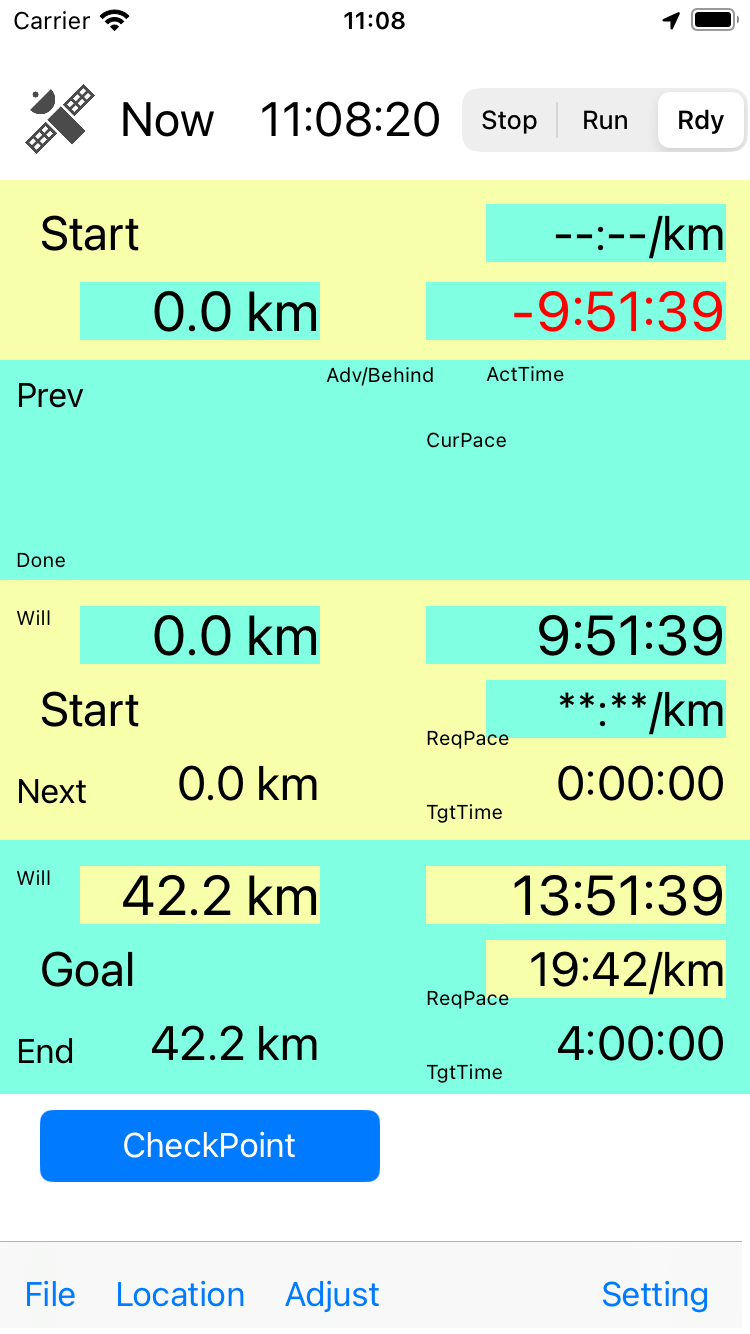 Carrier 11:08
Now 11:08:20 Stop Run Rdy
Start --:--/km
0.0 km -9:51:39
Adv/Behind ActTime
Prev
CurPace
Done
Will 0.0 km 9:51:39
Start **:**/km
ReqPace
Next 0.0 km 0:00:00
TgtTime
Will 42.2 km 13:51:39
Goal 19:42/km
ReqPace
End 42.2 km 4:00:00
TgtTime
CheckPoint
File Location Adjust Setting